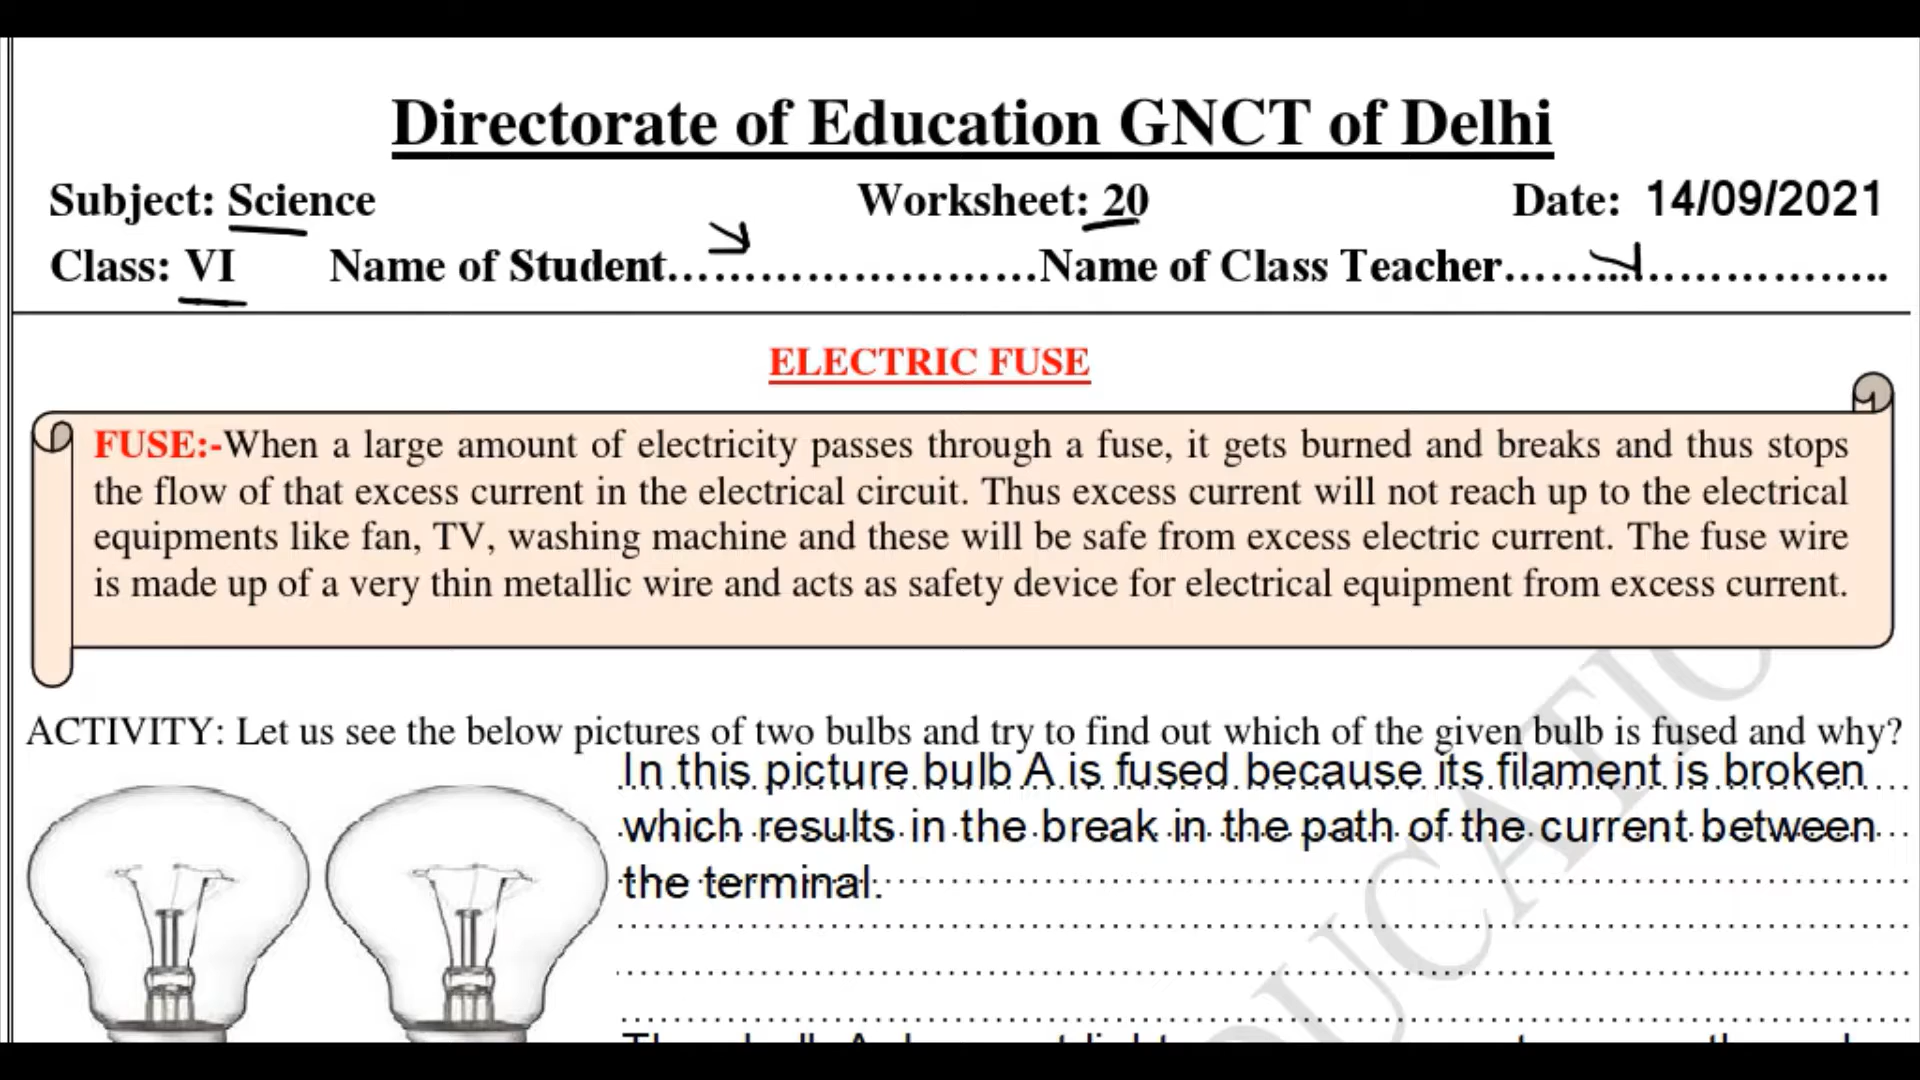 Directorate of Education GNCT of Delhi
Subject: Science Worksheet: 20 Date: 14/09/2021
Class: VI Name of Student........................Name of Class Teacher..........................
ELECTRIC FUSE
FUSE:-When a large amount of electricity passes through a fuse, it gets burned and breaks and thus stops
the flow of that excess current in the electrical circuit. Thus excess current will not reach up to the electrical
equipments like fan, TV, washing machine and these will be safe from excess electric current. The fuse wire
is made up of a very thin metallic wire and acts as safety device for electrical equipment from excess current.
ACTIVITY: Let us see the below pictures of two bulbs and try to find out which of the given bulb is fused and why?
In this picture bulb A is fused because its filament is broken
which results in the break in the path of the current between
the terminal.